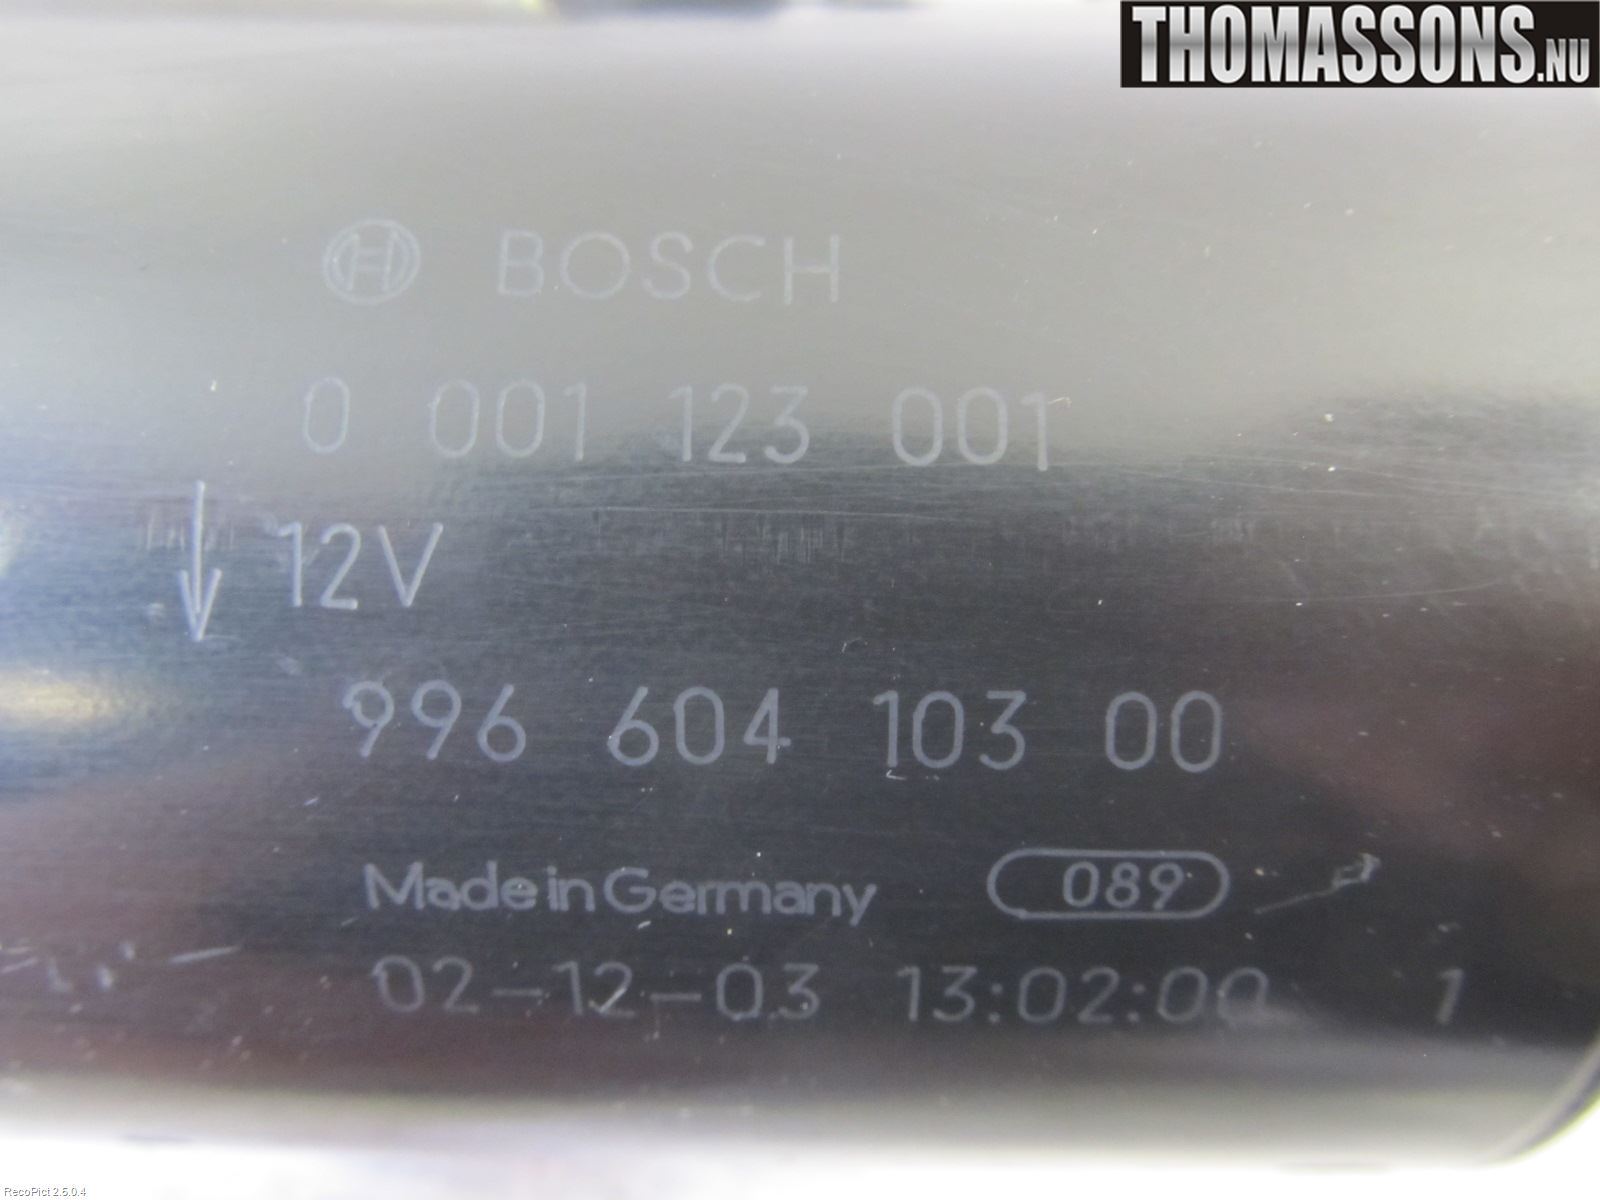 THOMASSONS.NU
BOSCH
0 001 123 001
12V
996 604 103 00
Made in Germany 089
02-12-03 13:02:00 1
RecoPict 2.5.0.4